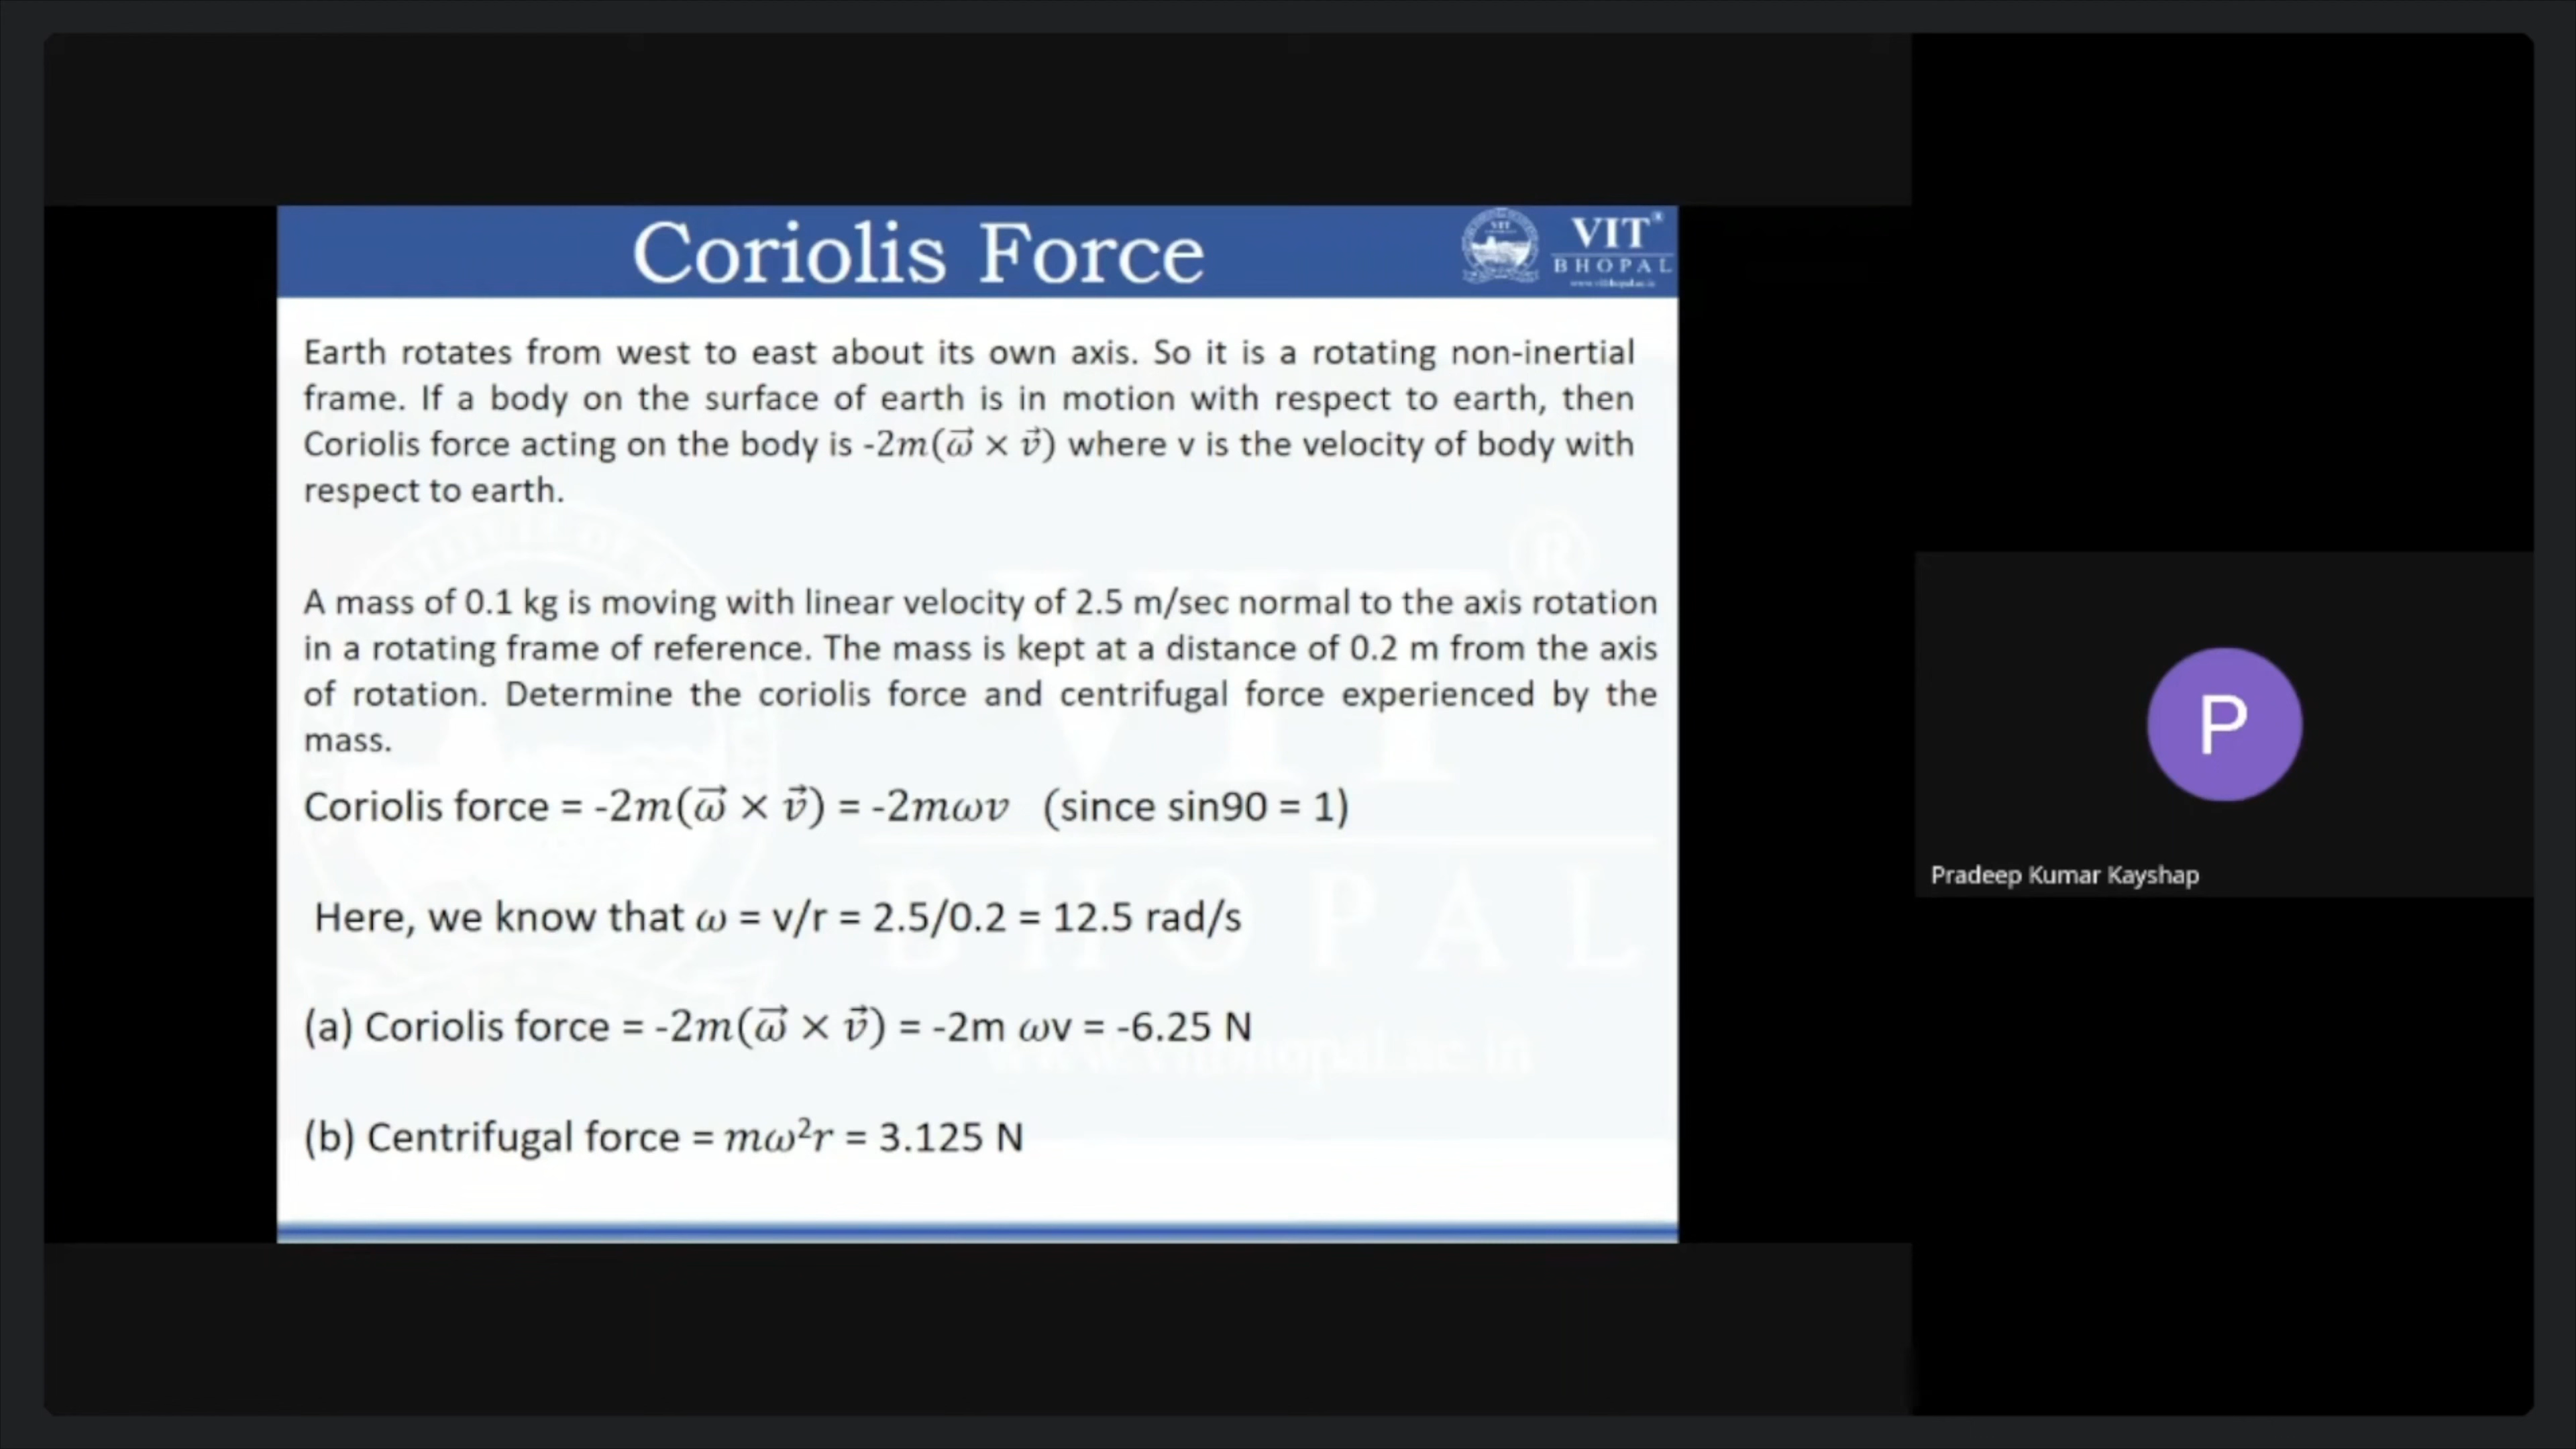 Coriolis Force
VIT
BHOPAL
Earth rotates from west to east about its own axis. So it is a rotating non-inertial
frame. If a body on the surface of earth is in motion with respect to earth, then
Coriolis force acting on the body is -2m(ω⃗ × v⃗) where v is the velocity of body with
respect to earth.
A mass of 0.1 kg is moving with linear velocity of 2.5 m/sec normal to the axis rotation
in a rotating frame of reference. The mass is kept at a distance of 0.2 m from the axis
of rotation. Determine the coriolis force and centrifugal force experienced by the
mass.
Coriolis force = -2m(ω⃗ × v⃗) = -2mωv (since sin90 = 1)
Here, we know that ω = v/r = 2.5/0.2 = 12.5 rad/s
(a) Coriolis force = -2m(ω⃗ × v⃗) = -2m ωv = -6.25 N
(b) Centrifugal force = mω²r = 3.125 N
P
Pradeep Kumar Kayshap